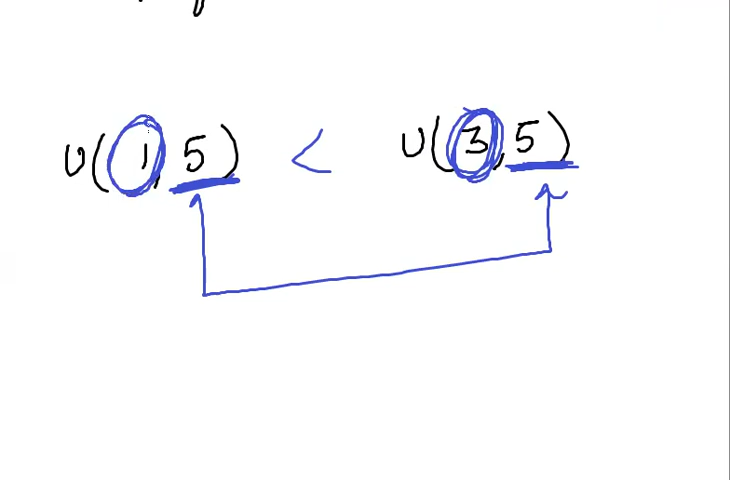 U(1, 5) < U(3, 5)